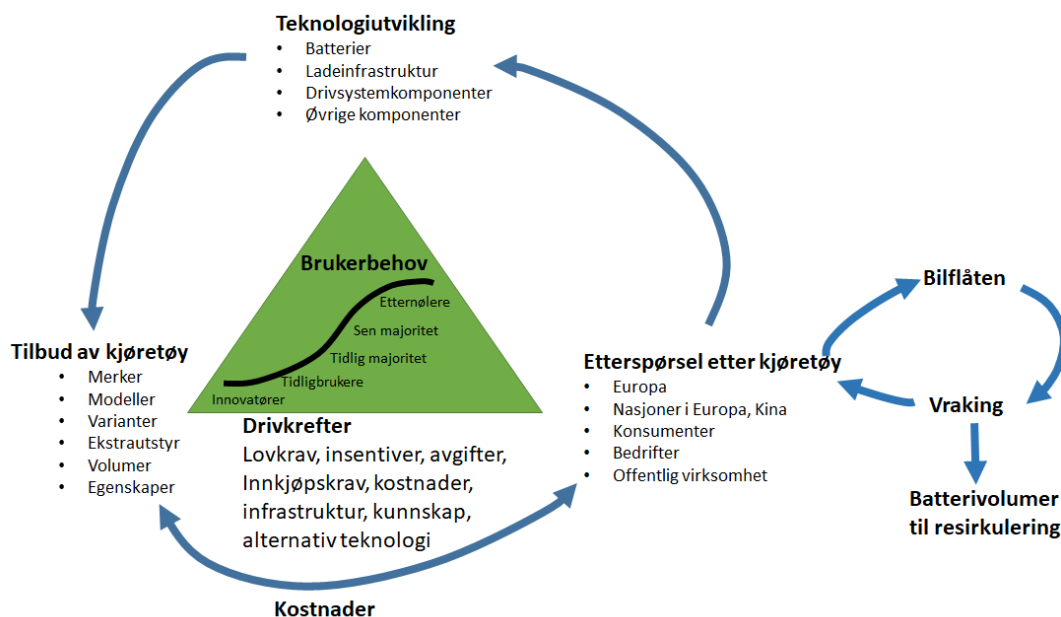 Teknologiutvikling
• Batterier
• Ladeinfrastruktur
• Drivsystemkomponenter
• Øvrige komponenter
Brukerbehov
Etternølere
Sen majoritet
Tidlig majoritet
Tidligbrukere
Innovatører
Tilbud av kjøretøy
• Merker
• Modeller
• Varianter
• Ekstrautstyr
• Volumer
• Egenskaper
Drivkrefter
Lovkrav, insentiver, avgifter,
Innkjøpskrav, kostnader,
infrastruktur, kunnskap,
alternativ teknologi
Kostnader
Etterspørsel etter kjøretøy
• Europa
• Nasjoner i Europa, Kina
• Konsumenter
• Bedrifter
• Offentlig virksomhet
Bilflåten
Vraking
Batterivolumer
til resirkulering